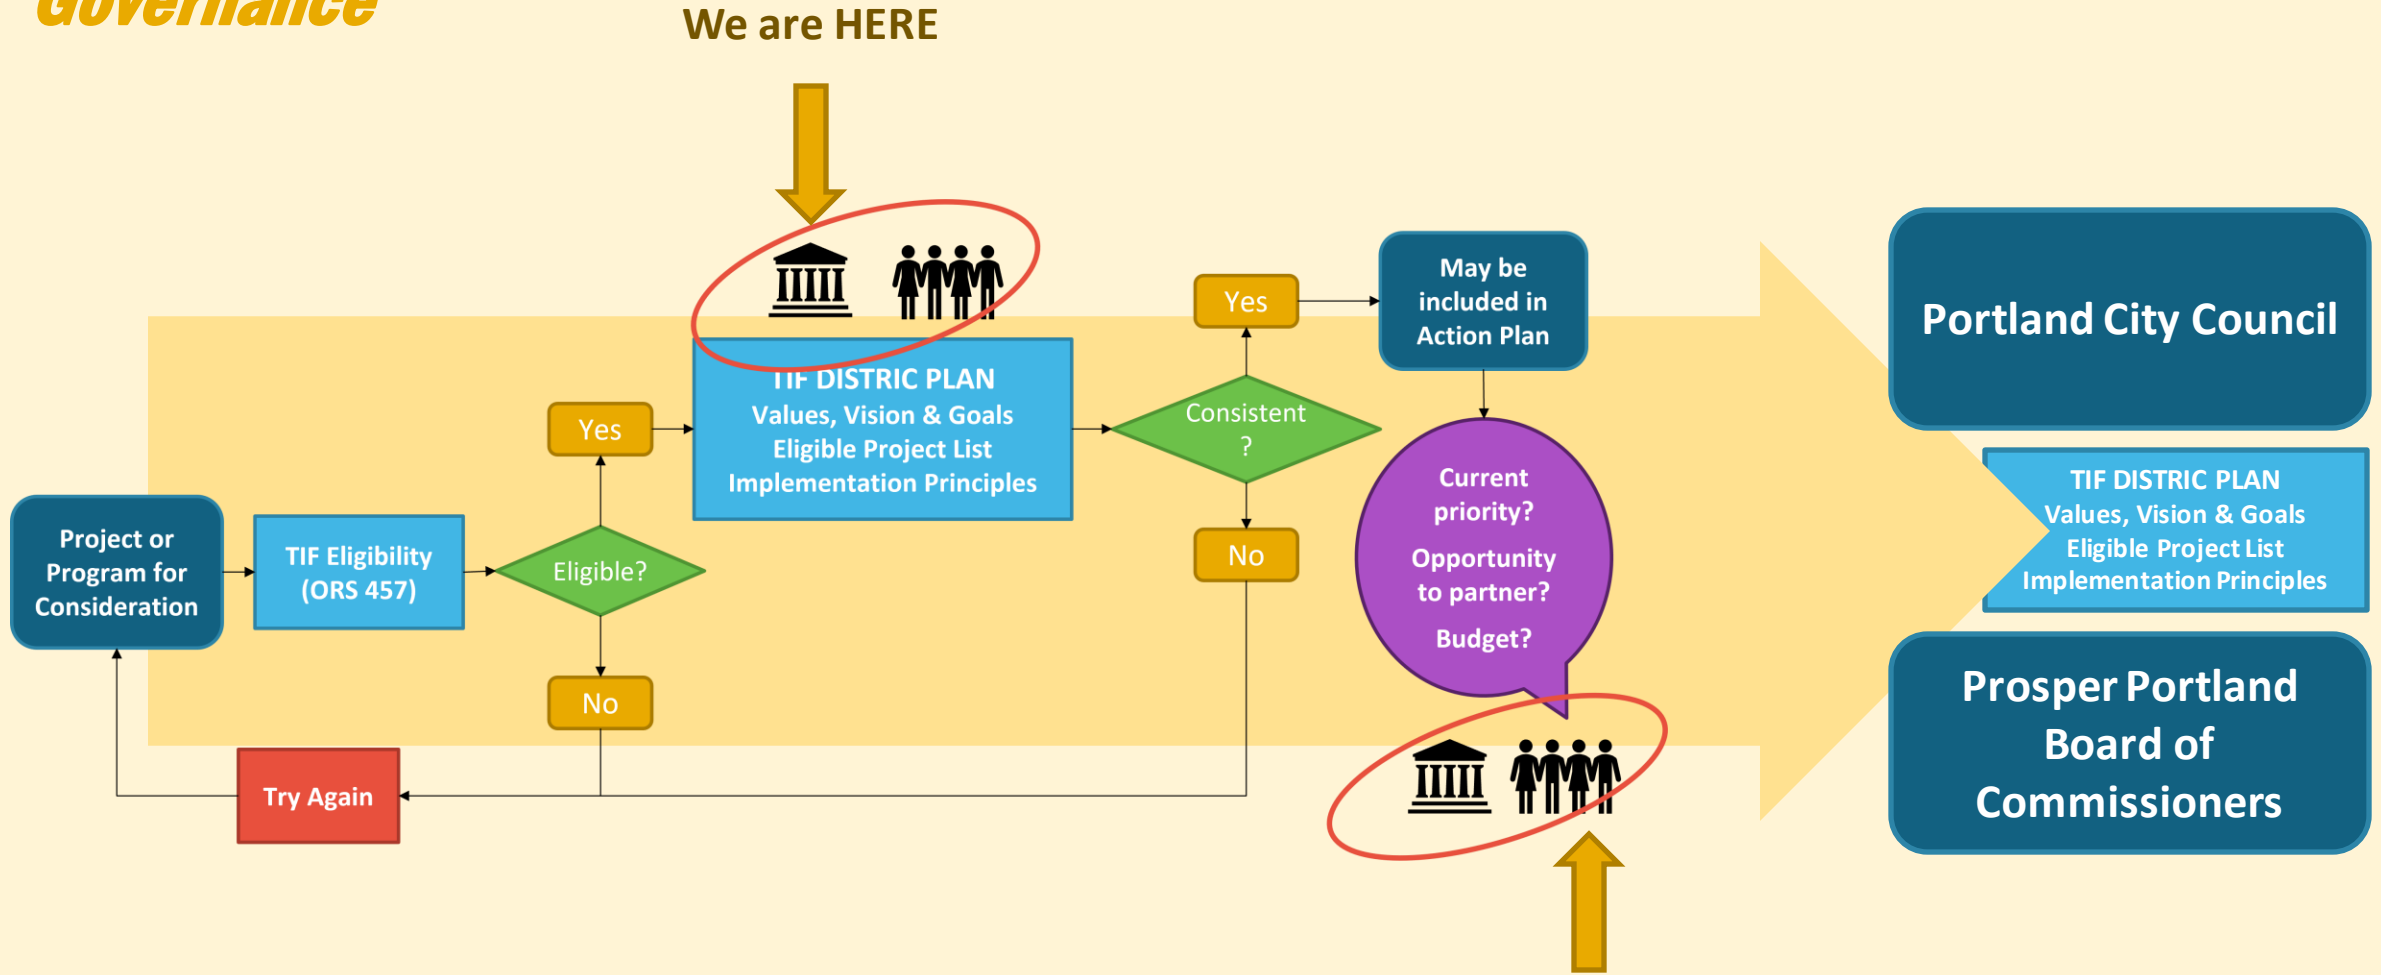 Governance
We are HERE
Project or
Program for
Consideration
TIF Eligibility
(ORS 457)
Eligible?
Yes
No
Try Again
TIF DISTRIC PLAN
Values, Vision & Goals
Eligible Project List
Implementation Principles
Consistent
?
Yes
No
May be
included in
Action Plan
Current
priority?
Opportunity
to partner?
Budget?
Portland City Council
TIF DISTRIC PLAN
Values, Vision & Goals
Eligible Project List
Implementation Principles
Prosper Portland
Board of
Commissioners